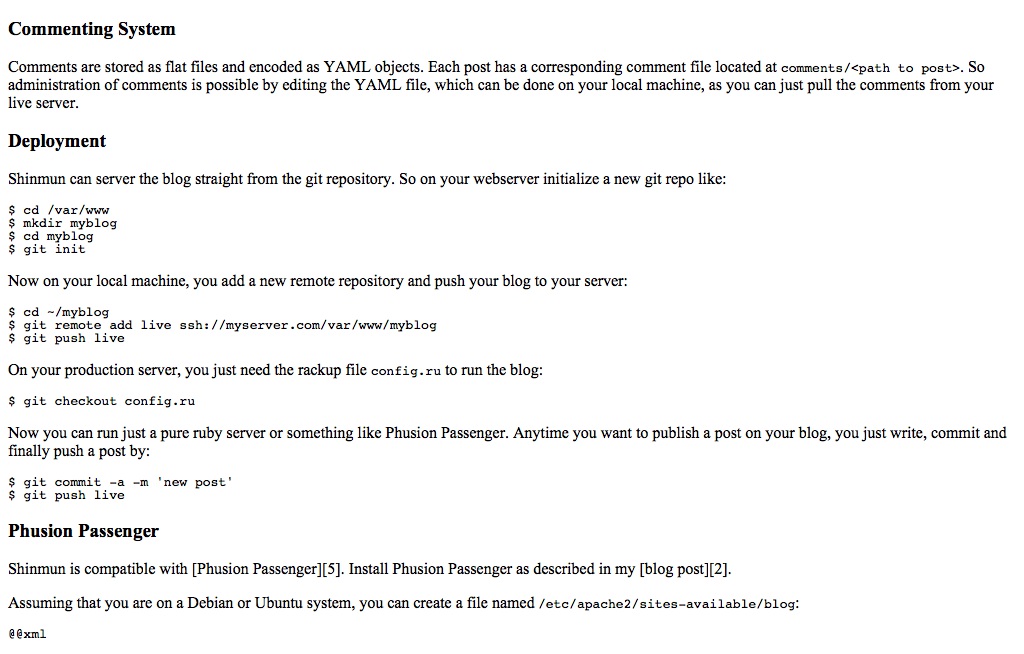 Commenting System
Comments are stored as flat files and encoded as YAML objects. Each post has a corresponding comment file located at comments/<path to post>. So
administration of comments is possible by editing the YAML file, which can be done on your local machine, as you can just pull the comments from your
live server.
Deployment
Shinmun can server the blog straight from the git repository. So on your webserver initialize a new git repo like:
$ cd /var/www
$ mkdir myblog
$ cd myblog
$ git init
Now on your local machine, you add a new remote repository and push your blog to your server:
$ cd ~/myblog
$ git remote add live ssh://myserver.com/var/www/myblog
$ git push live
On your production server, you just need the rackup file config.ru to run the blog:
$ git checkout config.ru
Now you can run just a pure ruby server or something like Phusion Passenger. Anytime you want to publish a post on your blog, you just write, commit and
finally push a post by:
$ git commit -a -m 'new post'
$ git push live
Phusion Passenger
Shinmun is compatible with [Phusion Passenger][5]. Install Phusion Passenger as described in my [blog post][2].
Assuming that you are on a Debian or Ubuntu system, you can create a file named /etc/apache2/sites-available/blog:
@@xml